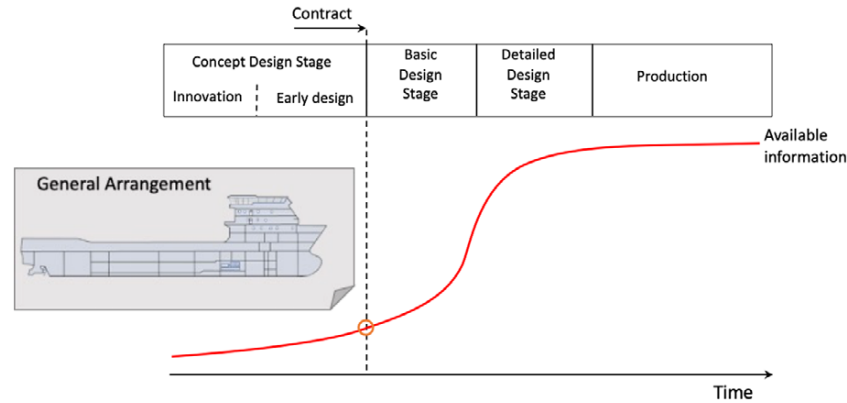 Contract
Concept Design Stage
Innovation
Early design
Basic
Design
Stage
Detailed
Design
Stage
Production
Available
information
General Arrangement
Time